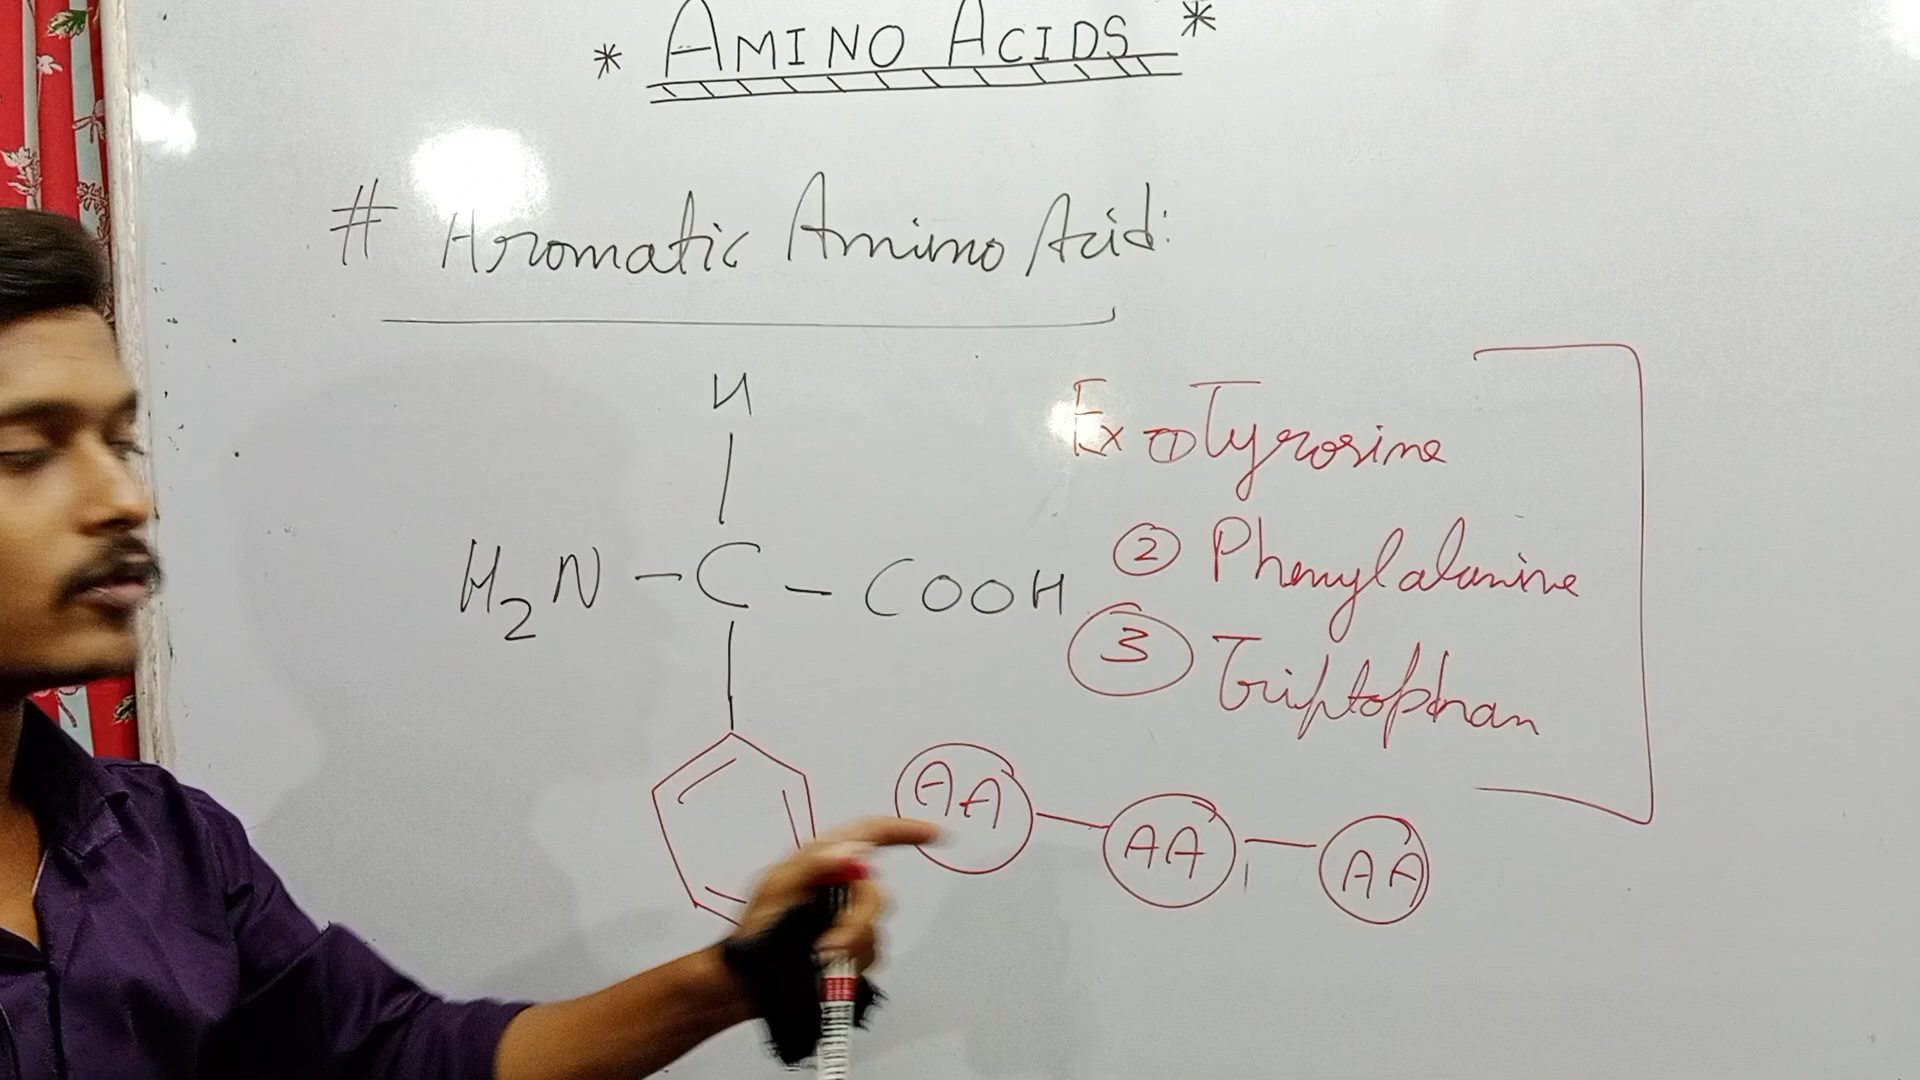 * AMINO ACIDS *
# Aromatic Amino Acid:
H
H2N - C - COOH
Ex ① Tyrosine
② Phenylalanine
③ Triptophan
AA - AA - AA